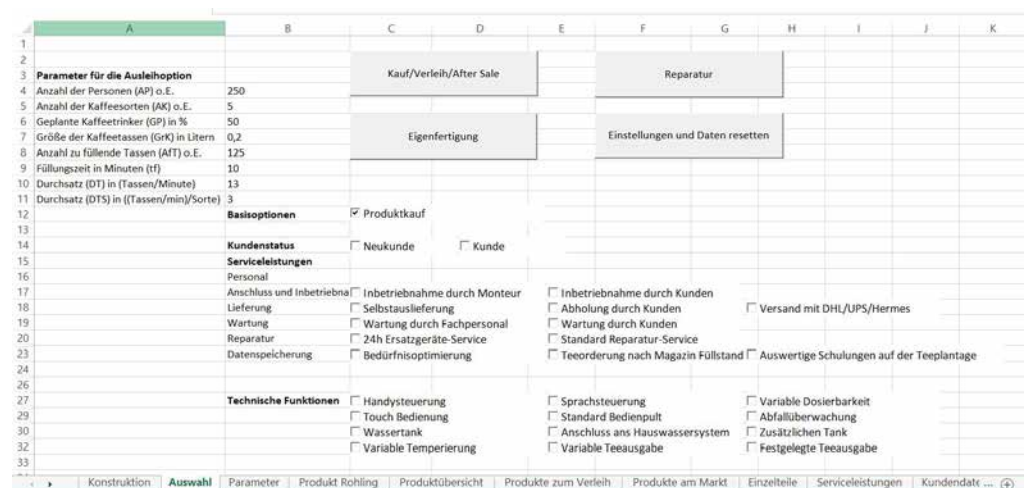 A B C D E F G H I J K
1
2
Kauf/Verleih/After Sale Reparatur
3 Parameter für die Ausleihoption
4 Anzahl der Personen (AP) o.E. 250
5 Anzahl der Kaffeesorten (AK) o.E. 5
6 Geplante Kaffeetrinker (GP) in % 50
Eigenfertigung Einstellungen und Daten resetten
7 Größe der Kaffeetassen (GrK) in Litern 0,2
8 Anzahl zu füllende Tassen (AfT) o.E. 125
9 Füllungszeit in Minuten (tf) 10
10 Durchsatz (DT) in (Tassen/Minute) 13
11 Durchsatz (DTS) in ((Tassen/min)/Sorte) 3
12 Basisoptionen Produktkauf
13
14 Kundenstatus Neukunde Kunde
15 Serviceleistungen
16 Personal
17 Anschluss und Inbetriebna Inbetriebnahme durch Monteur Inbetriebnahme durch Kunden
18 Lieferung Selbstauslieferung Abholung durch Kunden Versand mit DHL/UPS/Hermes
19 Wartung Wartung durch Fachpersonal Wartung durch Kunden
20 Reparatur 24h Ersatzgeräte-Service Standard Reparatur-Service
23 Datenspeicherung Bedürfnisoptimierung Teeorderung nach Magazin Füllstand Auswertige Schulungen auf der Teeplantage
24
26
27 Technische Funktionen Handysteuerung Sprachsteuerung Variable Dosierbarkeit
29 Touch Bedienung Standard Bedienpult Abfallüberwachung
30 Wassertank Anschluss ans Hauswassersystem Zusätzlichen Tank
32 Variable Temperierung Variable Teeausgabe Festgelegte Teeausgabe
33
Konstruktion Auswahl Parameter Produkt Rohling Produktübersicht Produkte zum Verleih Produkte am Markt Einzelteile Serviceleistungen Kundendate ...